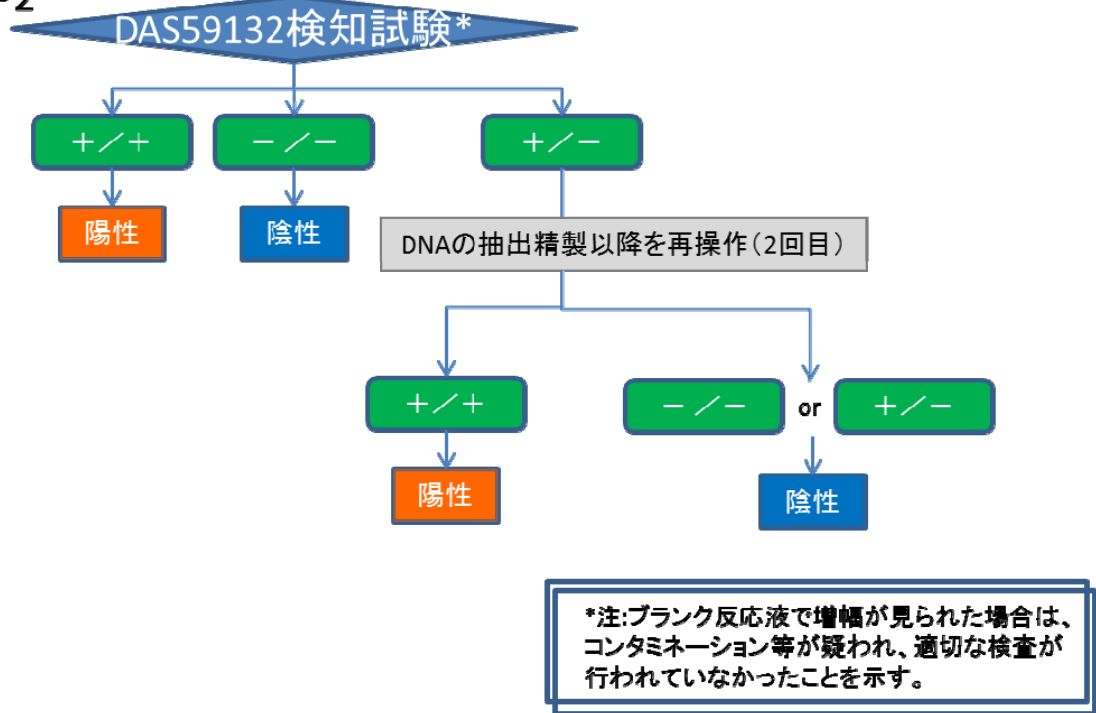 DAS59132検知試験*
+/+
-/-
+/-
陽性
陰性
DNAの抽出精製以降を再操作(2回目)
+/+
-/- or +/-
陽性
陰性
*注:ブランク反応液で増幅が見られた場合は、
コンタミネーション等が疑われ、適切な検査が
行われていなかったことを示す。